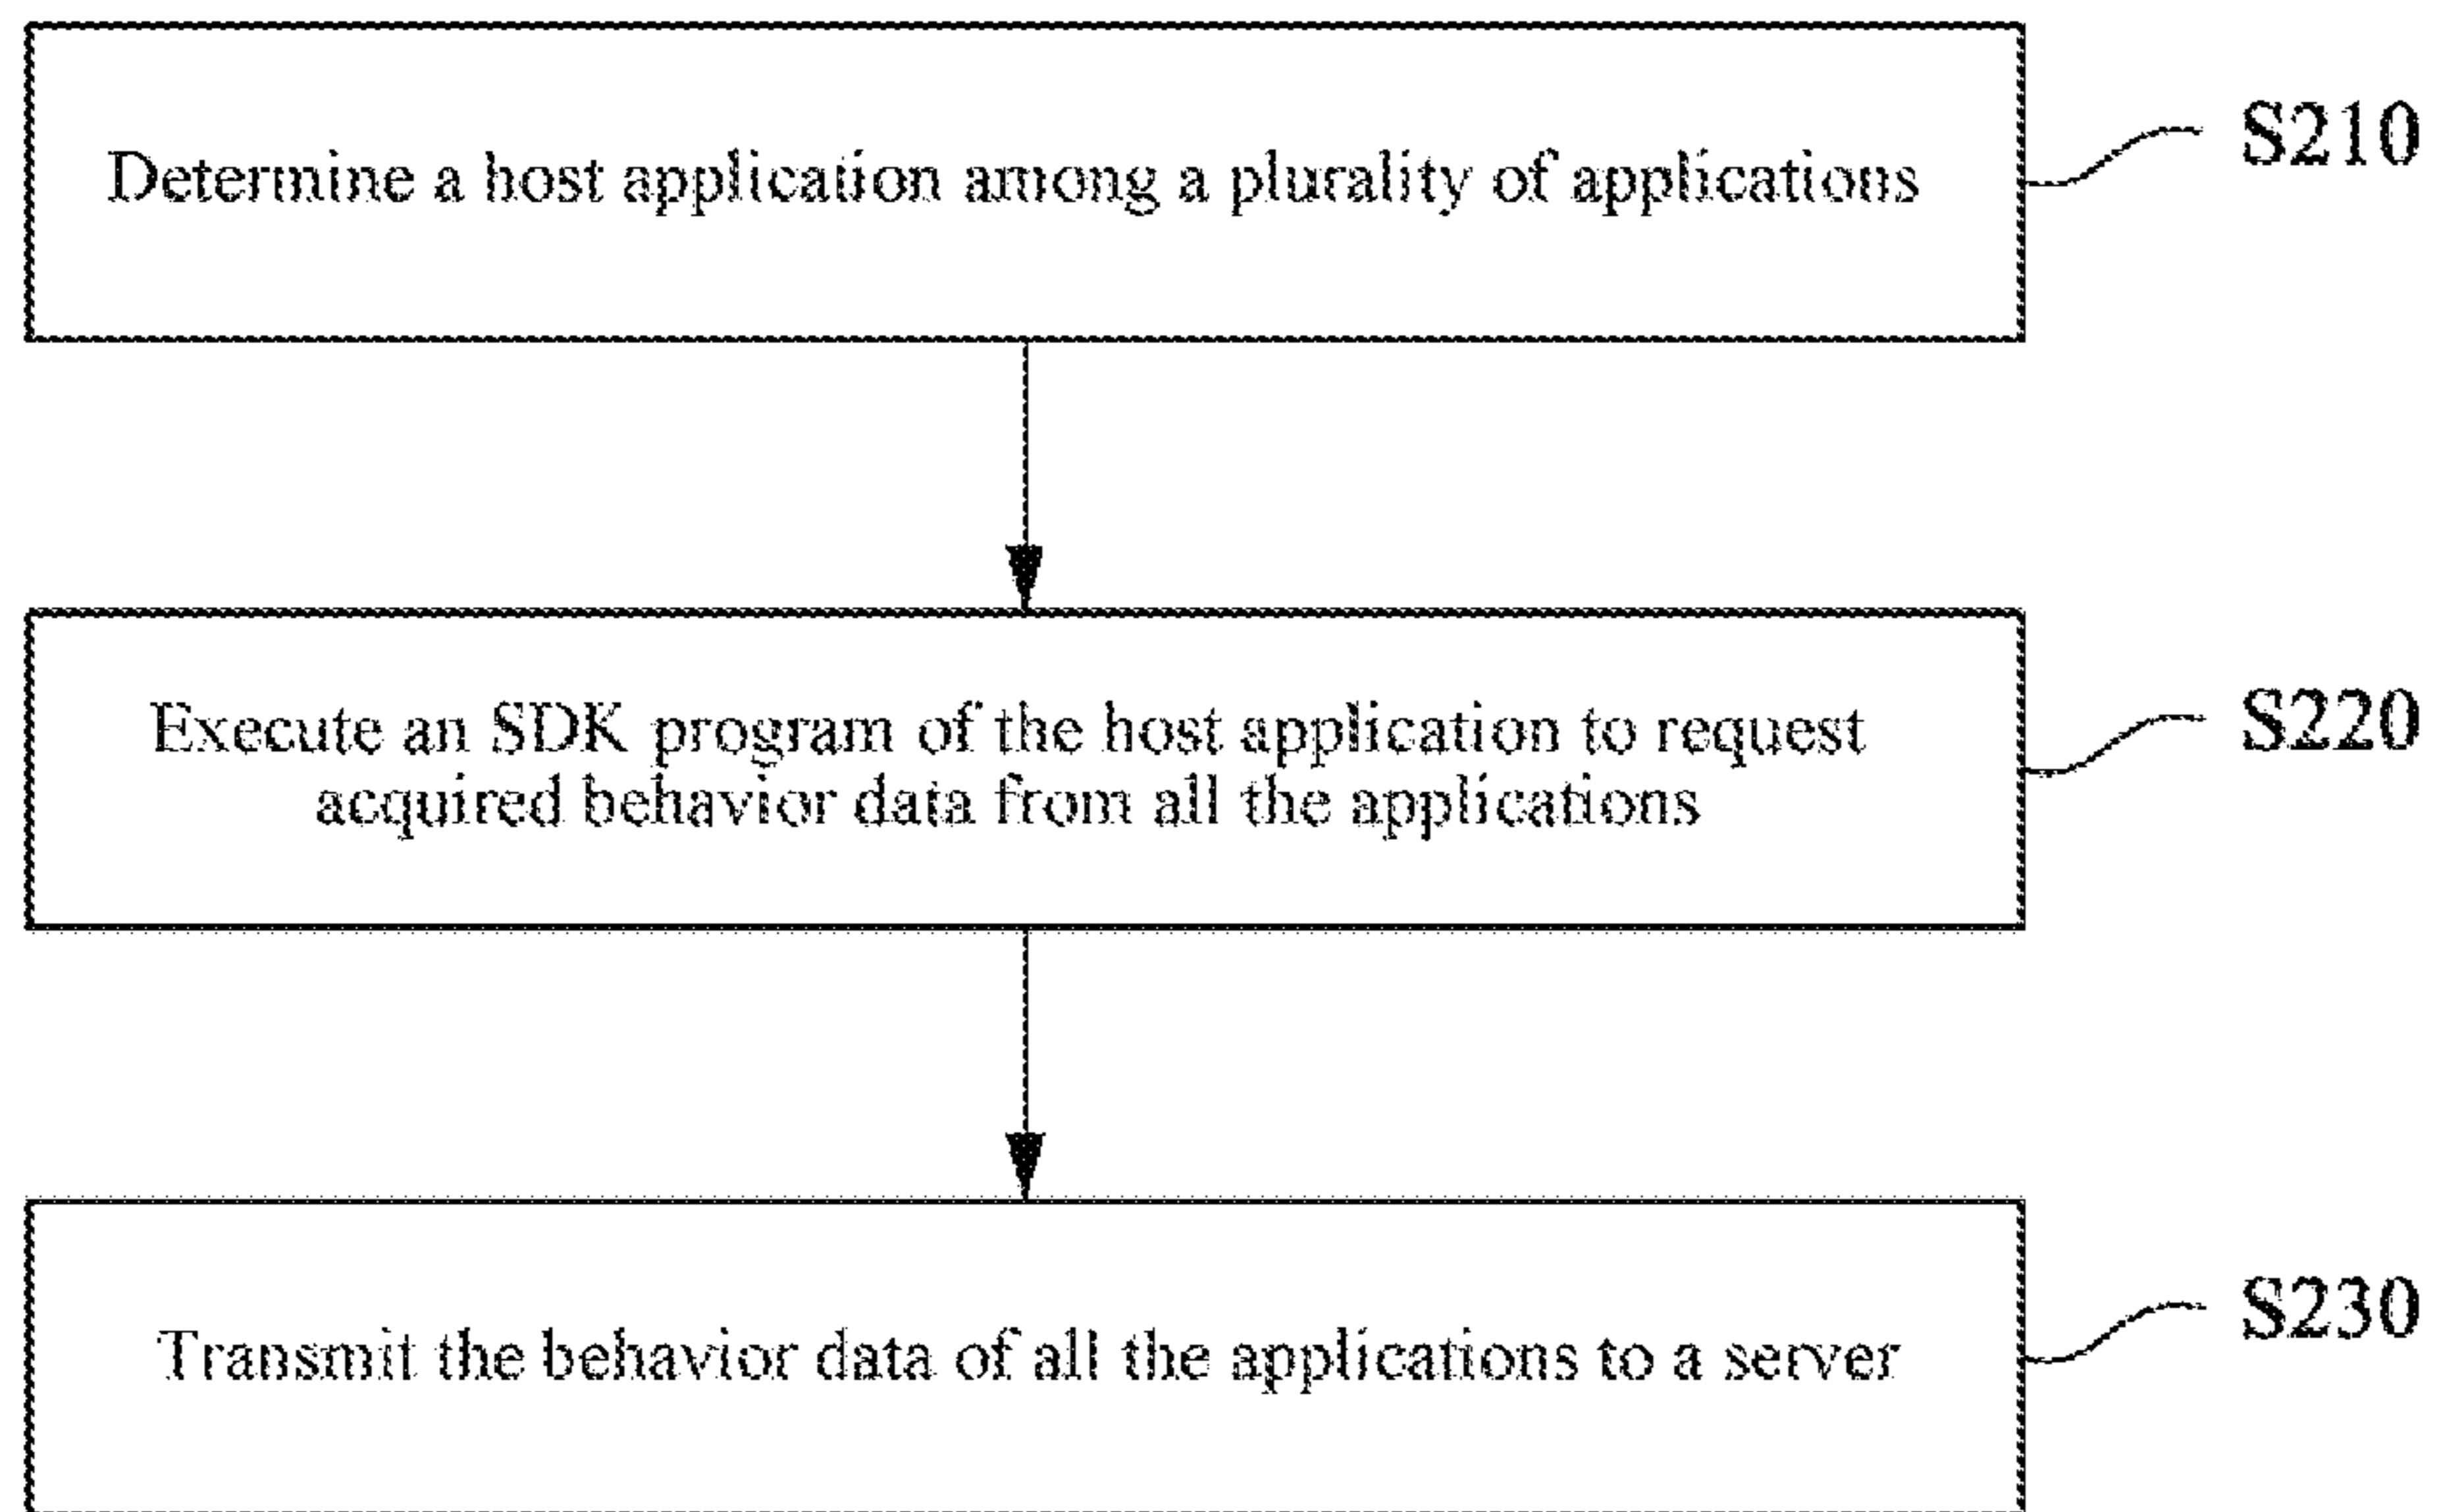 Determine a host application among a plurality of applications
S210
Execute an SDK program of the host application to request
acquired behavior data from all the applications
S220
Transmit the behavior data of all the applications to a server
S230